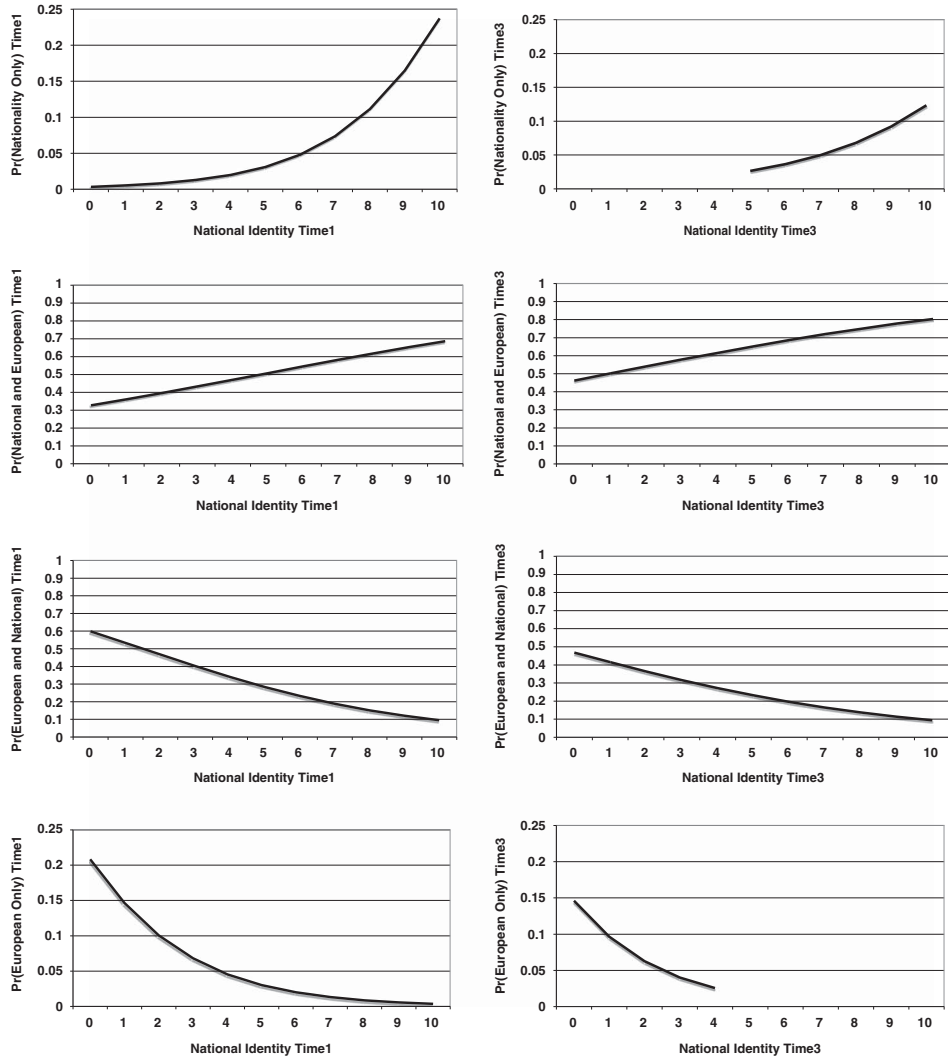 Pr(Nationality Only) Time1
0.25
0.2
0.15
0.1
0.05
0
0 1 2 3 4 5 6 7 8 9 10
National Identity Time1
Pr(Nationality Only) Time3
0.25
0.2
0.15
0.1
0.05
0
0 1 2 3 4 5 6 7 8 9 10
National Identity Time3
Pr(National and European) Time1
1
0.9
0.8
0.7
0.6
0.5
0.4
0.3
0.2
0.1
0
0 1 2 3 4 5 6 7 8 9 10
National Identity Time1
Pr(National and European) Time3
1
0.9
0.8
0.7
0.6
0.5
0.4
0.3
0.2
0.1
0
0 1 2 3 4 5 6 7 8 9 10
National Identity Time3
Pr(European and National) Time1
1
0.9
0.8
0.7
0.6
0.5
0.4
0.3
0.2
0.1
0
0 1 2 3 4 5 6 7 8 9 10
National Identity Time1
Pr(European and National) Time3
1
0.9
0.8
0.7
0.6
0.5
0.4
0.3
0.2
0.1
0
0 1 2 3 4 5 6 7 8 9 10
National Identity Time3
Pr(European Only) Time1
0.25
0.2
0.15
0.1
0.05
0
0 1 2 3 4 5 6 7 8 9 10
National Identity Time1
Pr(European Only) Time3
0.25
0.2
0.15
0.1
0.05
0
0 1 2 3 4 5 6 7 8 9 10
National Identity Time3